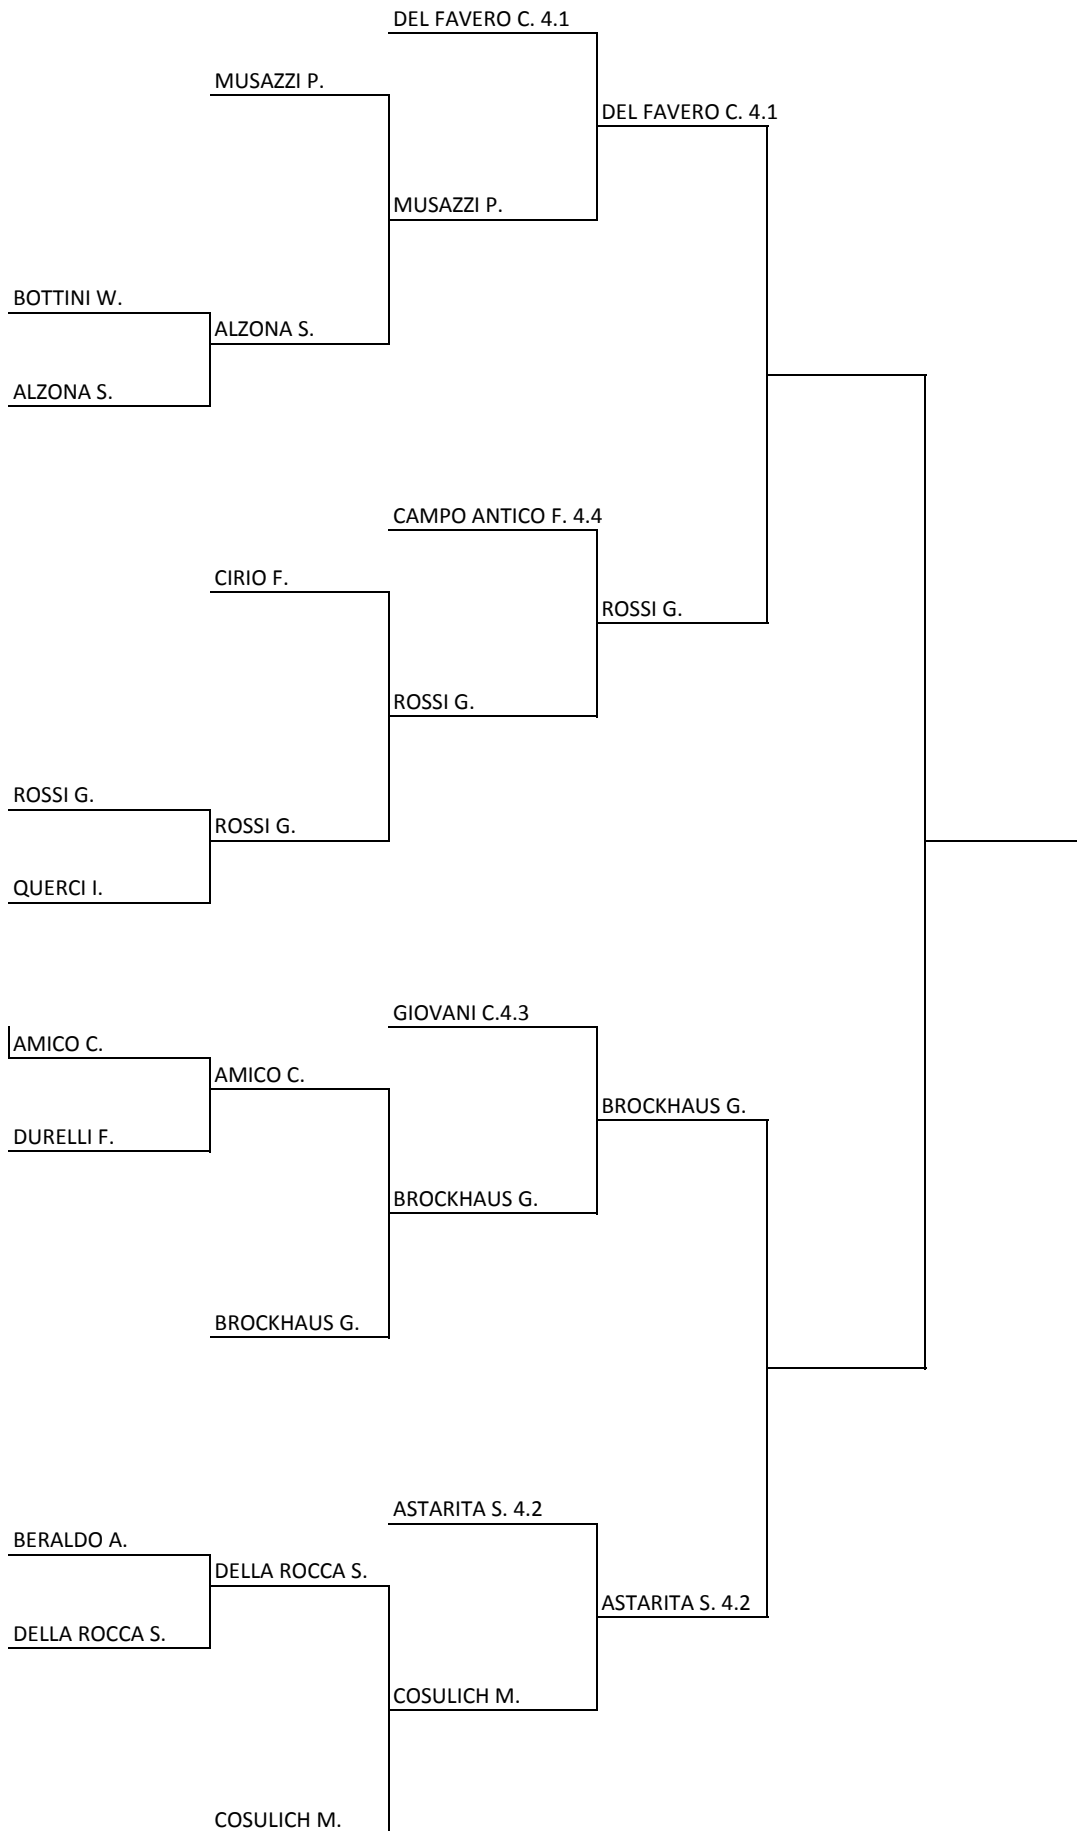 DEL FAVERO C. 4.1
MUSAZZI P.
DEL FAVERO C. 4.1
MUSAZZI P.
BOTTINI W.
ALZONA S.
ALZONA S.
CAMPO ANTICO F. 4.4
CIRIO F.
ROSSI G.
ROSSI G.
ROSSI G.
ROSSI G.
QUERCI I.
GIOVANI C.4.3
AMICO C.
AMICO C.
BROCKHAUS G.
DURELLI F.
BROCKHAUS G.
BROCKHAUS G.
ASTARITA S. 4.2
BERALDO A.
DELLA ROCCA S.
ASTARITA S. 4.2
DELLA ROCCA S.
COSULICH M.
COSULICH M.